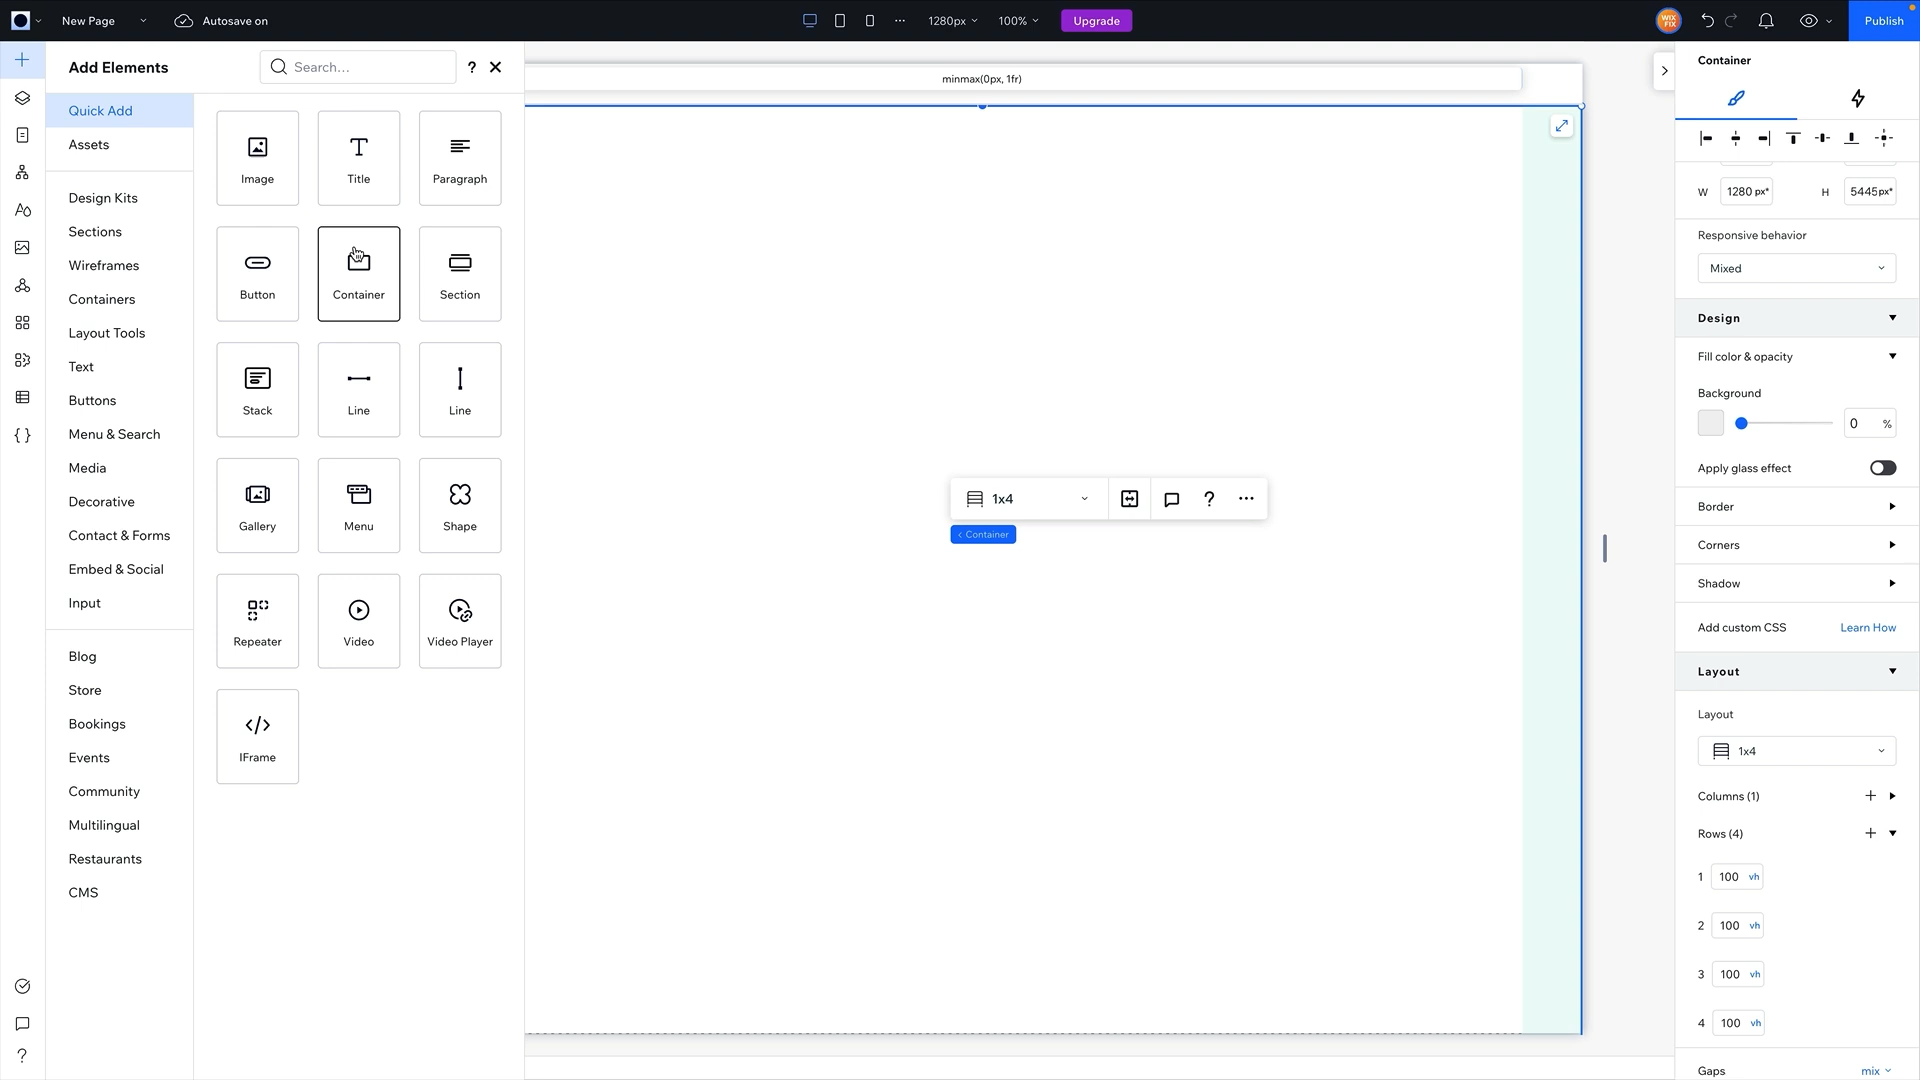 New Page
Autosave on
1280px
100%
Upgrade
WIX FIX
Publish
Add Elements
Search...
?
Quick Add
Assets
Design Kits
Sections
Wireframes
Containers
Layout Tools
Text
Buttons
Menu & Search
Media
Decorative
Contact & Forms
Embed & Social
Input
Blog
Store
Bookings
Events
Community
Multilingual
Restaurants
CMS
Image
Title
Paragraph
Button
Container
Section
Stack
Line
Line
Gallery
Menu
Shape
Repeater
Video
Video Player
IFrame
minmax(0px, 1fr)
1x4
?
< Container
Container
W 1280 px* H 5445px*
Responsive behavior
Mixed
Design
Fill color & opacity
Background
0 %
Apply glass effect
Border
Corners
Shadow
Add custom CSS Learn How
Layout
Layout
1x4
Columns (1)
Rows (4)
1 100 vh
2 100 vh
3 100 vh
4 100 vh
Gaps mix